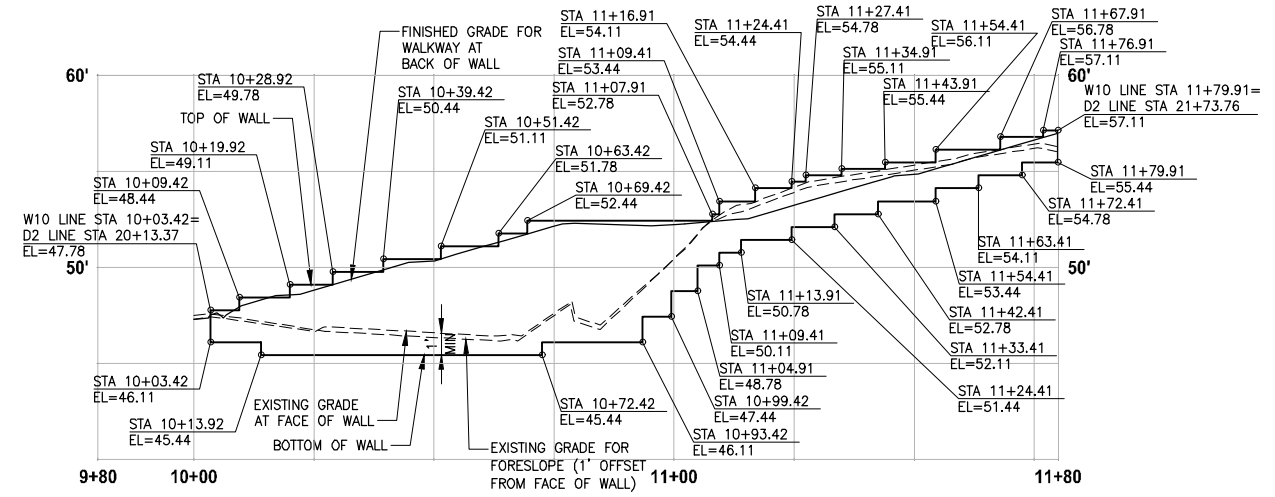 STA 11+16.91
EL=54.11
STA 11+24.41
EL=54.44
STA 11+27.41
EL=54.78
STA 11+54.41
EL=56.11
STA 11+67.91
EL=56.78
FINISHED GRADE FOR
WALKWAY AT
BACK OF WALL
STA 11+09.41
EL=53.44
STA 11+34.91
EL=55.11
STA 11+76.91
EL=57.11
60'
60'
STA 10+28.92
EL=49.78
STA 10+39.42
EL=50.44
STA 11+07.91
EL=52.78
STA 11+43.91
EL=55.44
W10 LINE STA 11+79.91=
D2 LINE STA 21+73.76
EL=57.11
TOP OF WALL
STA 10+51.42
EL=51.11
STA 10+19.92
EL=49.11
STA 10+63.42
EL=51.78
STA 10+09.42
EL=48.44
STA 10+69.42
EL=52.44
STA 11+79.91
EL=55.44
W10 LINE STA 10+03.42=
D2 LINE STA 20+13.37
EL=47.78
STA 11+72.41
EL=54.78
STA 11+63.41
EL=54.11
50'
50'
STA 11+54.41
EL=53.44
STA 11+13.91
EL=50.78
STA 11+42.41
EL=52.78
STA 11+09.41
EL=50.11
STA 11+33.41
EL=52.11
1'
MIN
STA 11+04.91
EL=48.78
STA 11+24.41
EL=51.44
STA 10+03.42
EL=46.11
STA 10+99.42
EL=47.44
EXISTING GRADE
AT FACE OF WALL
STA 10+72.42
EL=45.44
STA 10+13.92
EL=45.44
STA 10+93.42
EL=46.11
BOTTOM OF WALL
EXISTING GRADE FOR
FORESLOPE (1' OFFSET
FROM FACE OF WALL)
9+80
10+00
11+00
11+80